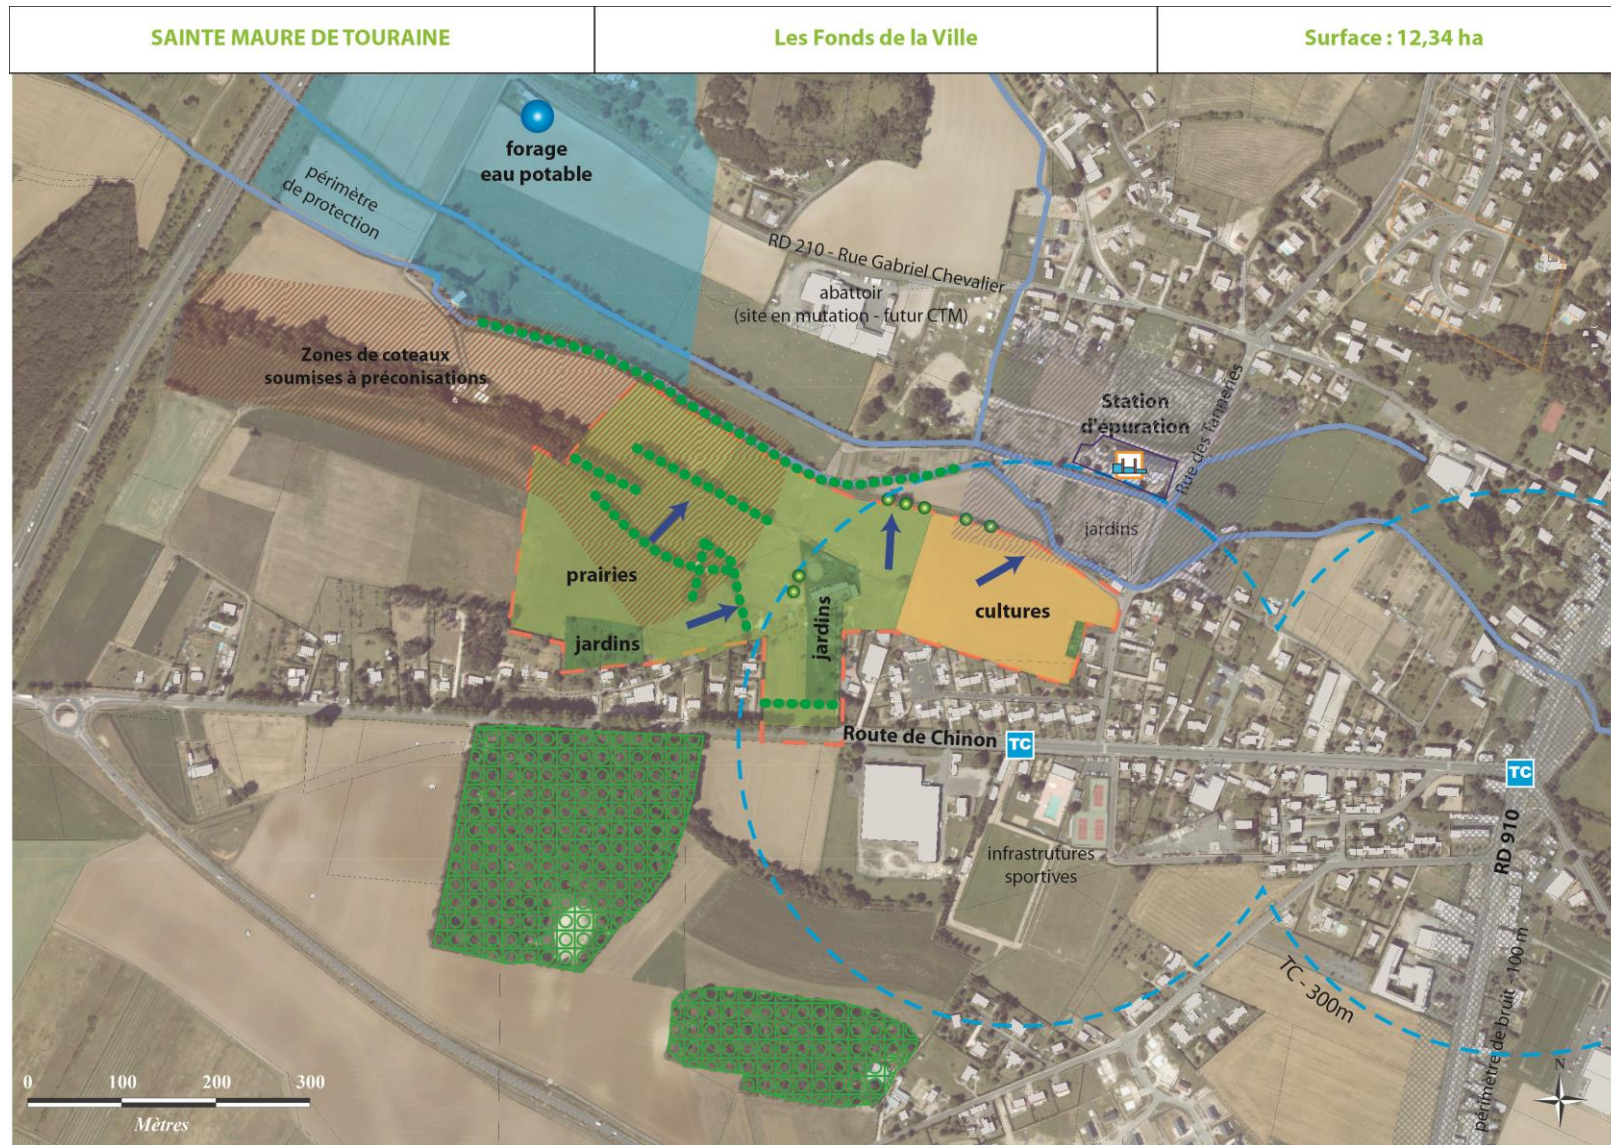 SAINTE MAURE DE TOURAINE
Les Fonds de la Ville
Surface : 12,34 ha
forage
eau potable
périmètre
de protection
RD 210 - Rue Gabriel Chevalier
abattoir
(site en mutation - futur CTM)
Zones de coteaux
soumises à préconisations
Station
d'épuration
Rue des Tanneries
jardins
prairies
cultures
jardins
jardins
Route de Chinon
TC
TC
RD 910
infrastrutures
sportives
TC - 300m
périmètre de bruit 100 m
0 100 200 300
Mètres
N